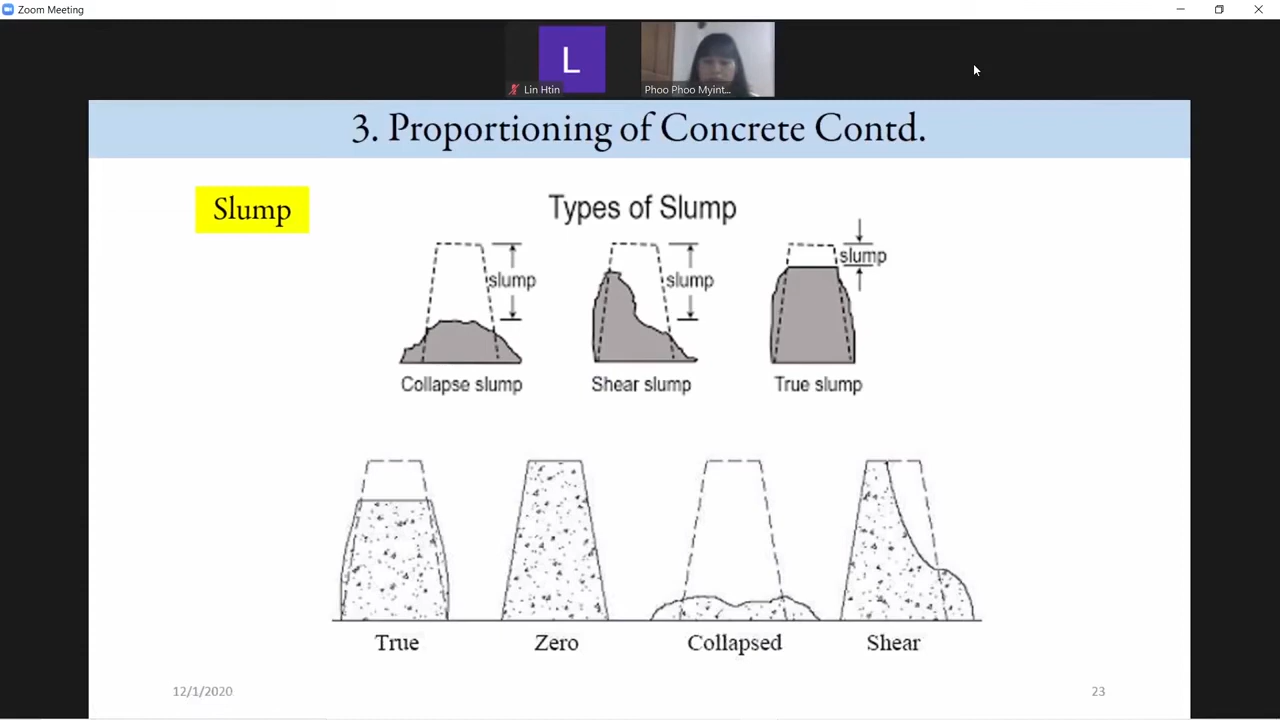 Zoom Meeting
L
Lin Htin
Phoo Phoo Myint...
3. Proportioning of Concrete Contd.
Slump
Types of Slump
slump
slump
slump
Collapse slump
Shear slump
True slump
True
Zero
Collapsed
Shear
12/1/2020
23